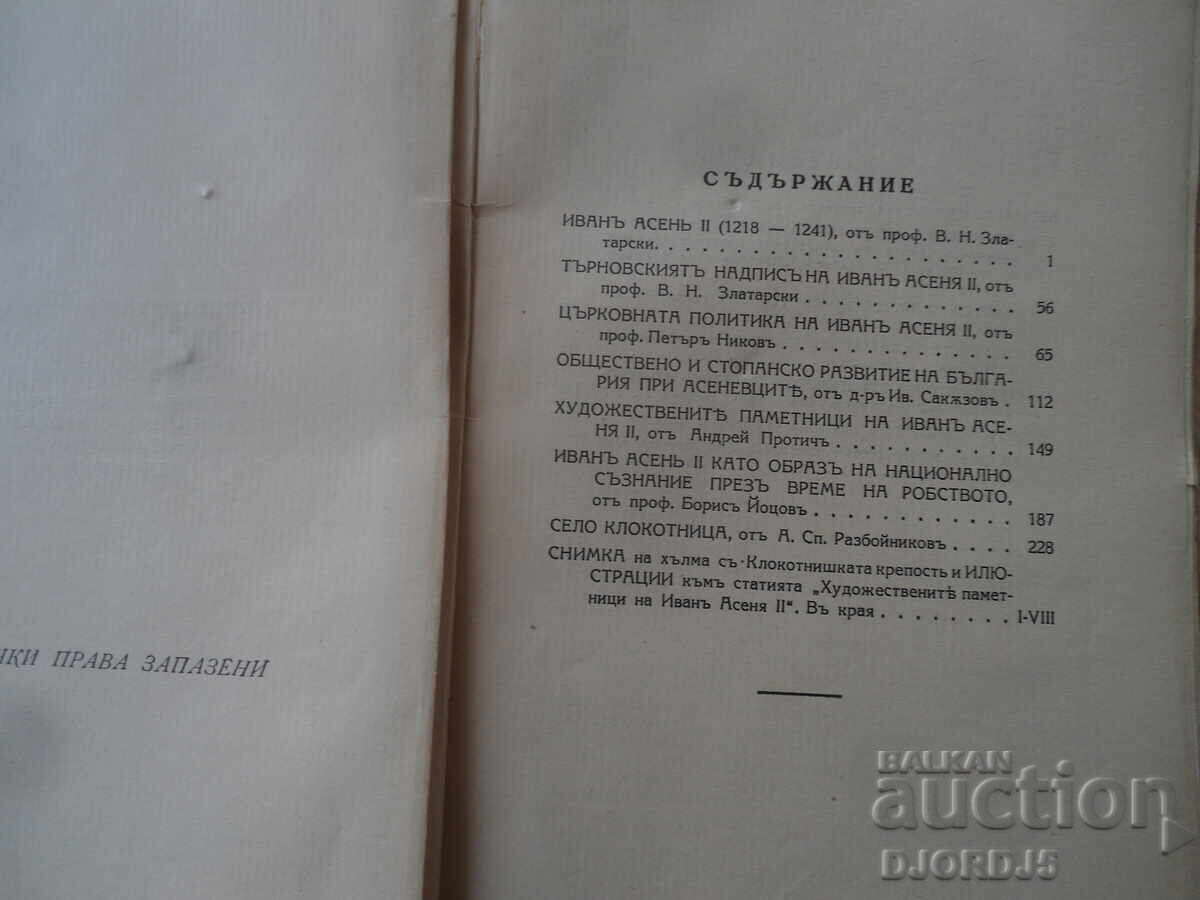 ПРАВА ЗАПАЗЕНИ
СЪДЪРЖАНИЕ
ИВАНЪ АСЕНЬ II (1218 — 1241), отъ проф. В. Н. Зла-
тарски. . . . . . . . . . . . . . . . . . . . 1
ТЪРНОВСКИЯТЪ НАДПИСЪ НА ИВАНЪ АСЕНЯ II, отъ
проф. В. Н. Златарски . . . . . . . . . . . . 56
ЦЪРКОВНАТА ПОЛИТИКА НА ИВАНЪ АСЕНЯ II, отъ
проф. Петъръ Никовъ . . . . . . . . . . . . . 65
ОБЩЕСТВЕНО И СТОПАНСКО РАЗВИТИЕ НА БЪЛГА-
РИЯ ПРИ АСЕНЕВЦИТѢ, отъ д-ръ Ив. Сакѫзовъ . 112
ХУДОЖЕСТВЕНИТѢ ПАМЕТНИЦИ НА ИВАНЪ АСЕ-
НЯ II, отъ Андрей Протичъ . . . . . . . . . . 149
ИВАНЪ АСЕНЬ II КАТО ОБРАЗЪ НА НАЦИОНАЛНО
СЪЗНАНИЕ ПРЕЗЪ ВРЕМЕ НА РОБСТВОТО,
отъ проф. Борисъ Йоцовъ . . . . . . . . . . . . 187
СЕЛО КЛОКОТНИЦА, отъ А. Сп. Разбойниковъ . . . . 228
СНИМКА на хълма съ Клокотнишката крепость и ИЛЮ-
СТРАЦИИ къмъ статията „Художественитѣ памет-
ници на Иванъ Асеня II“. Въ края . . . . . . . . I-VIII
BALKAN
auction
DJORDJ5